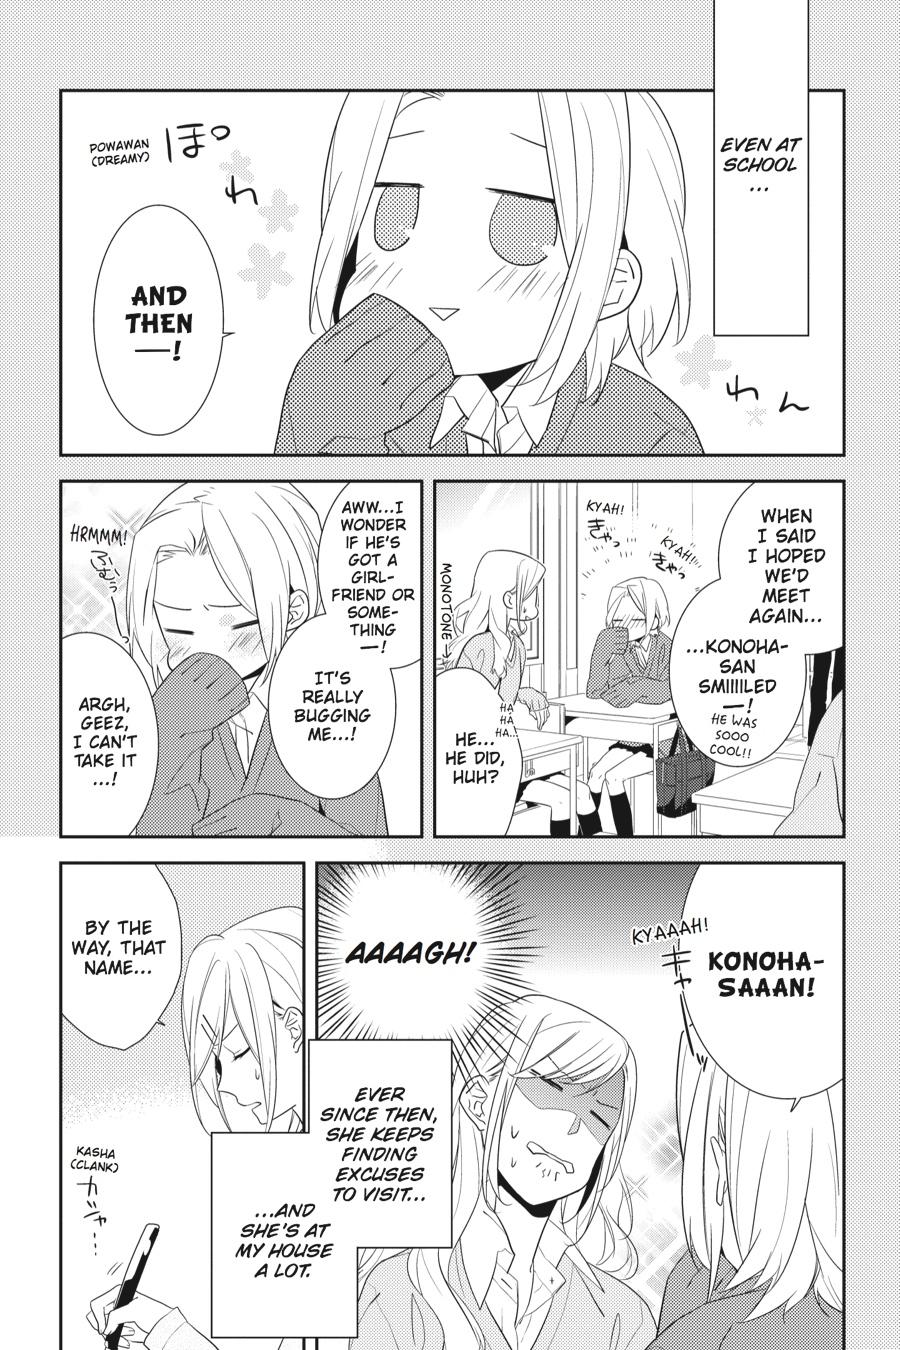 EVEN AT
SCHOOL
...
ぽわ
わん
POWAWAN
(DREAMY)
AND
THEN
—!
WHEN
I SAID
I HOPED
WE'D
MEET
AGAIN...
...KONOHA-
SAN
SMIIIILED
—!
HE WAS
SOOO
COOL!!
KYAH!
きゃっ
KYAH!
きゃっ
MONOTONE→
HA
HA
HA...
HE...
HE DID,
HUH?
AWW...I
WONDER
IF HE'S
GOT A
GIRL-
FRIEND OR
SOME-
THING
—!
IT'S
REALLY
BUGGING
ME...!
HRMMM!
ARGH,
GEEZ,
I CAN'T
TAKE IT
...!
KONOHA-
SAAAN!
KYAAAH!
キャー
AAAAGH!
EVER
SINCE THEN,
SHE KEEPS
FINDING
EXCUSES
TO VISIT...
...AND
SHE'S AT
MY HOUSE
A LOT.
BY THE
WAY, THAT
NAME...
KASHA
(CLANK)
カシャ...